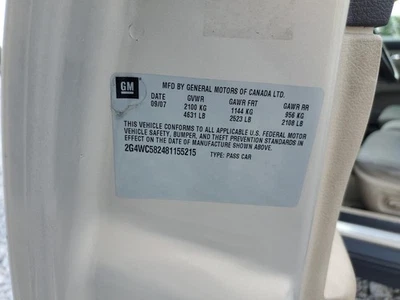 GM
MFD BY GENERAL MOTORS OF CANADA LTD.
DATE GVWR GAWR FRT GAWR RR
09/07 2100 KG 1144 KG 956 KG
4631 LB 2523 LB 2108 LB
THIS VEHICLE CONFORMS TO ALL APPLICABLE U.S. FEDERAL MOTOR
VEHICLE SAFETY, BUMPER, AND THEFT PREVENTION STANDARDS IN
EFFECT ON THE DATE OF MANUFACTURE SHOWN ABOVE.
2G4WC582481155215 TYPE: PASS CAR